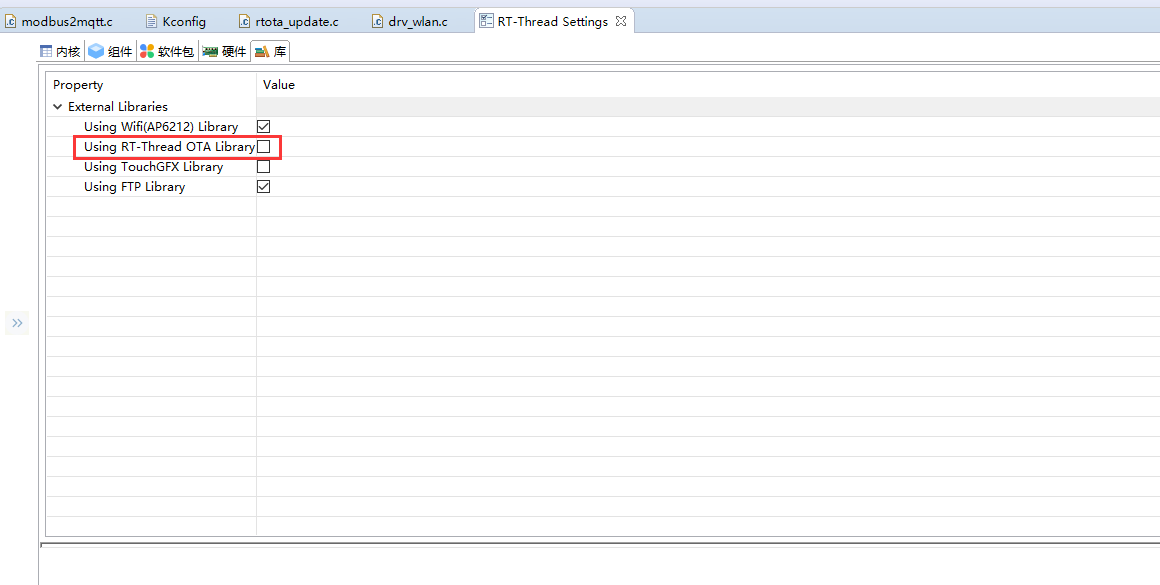 modbus2mqtt.c Kconfig rtota_update.c drv_wlan.c RT-Thread Settings
内核 组件 软件包 硬件 库
Property Value
External Libraries
Using Wifi(AP6212) Library
Using RT-Thread OTA Library
Using TouchGFX Library
Using FTP Library